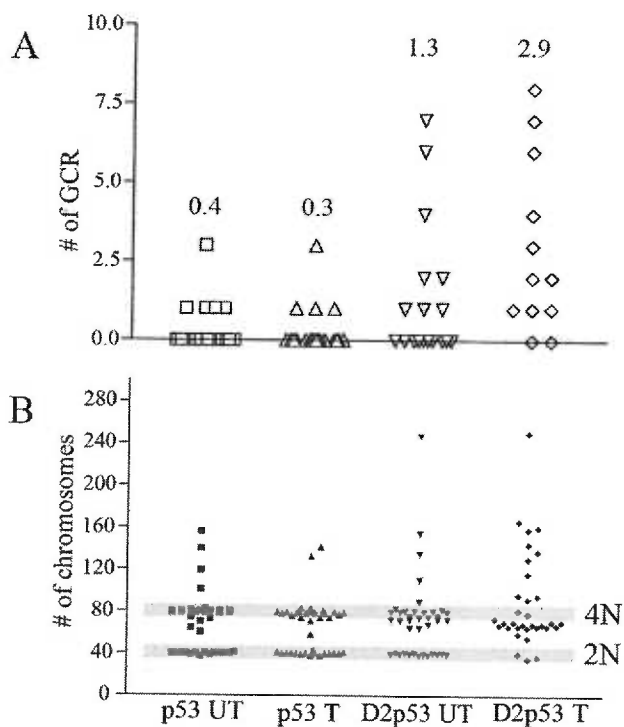 A
10.0
7.5
5.0
2.5
0.0
# of GCR
0.4
0.3
1.3
2.9
B
280
240
200
160
120
80
40
0
# of chromosomes
4N
2N
p53 UT
p53 T
D2p53 UT
D2p53 T